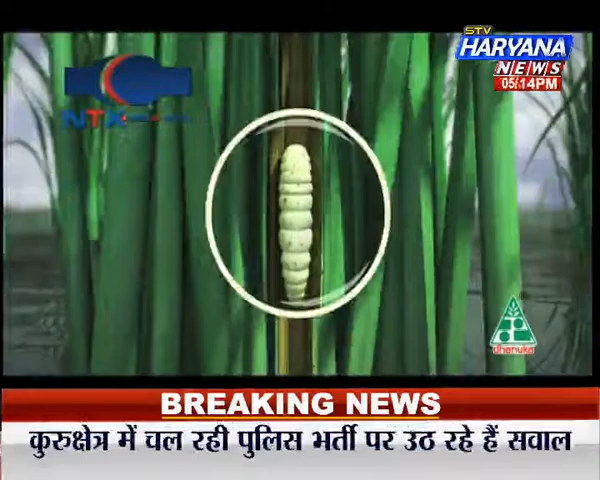 STV
HARYANA
NEWS
05:14PM
NTX
dhanuka
BREAKING NEWS
कुरुक्षेत्र में चल रही पुलिस भर्ती पर उठ रहे हैं सवाल